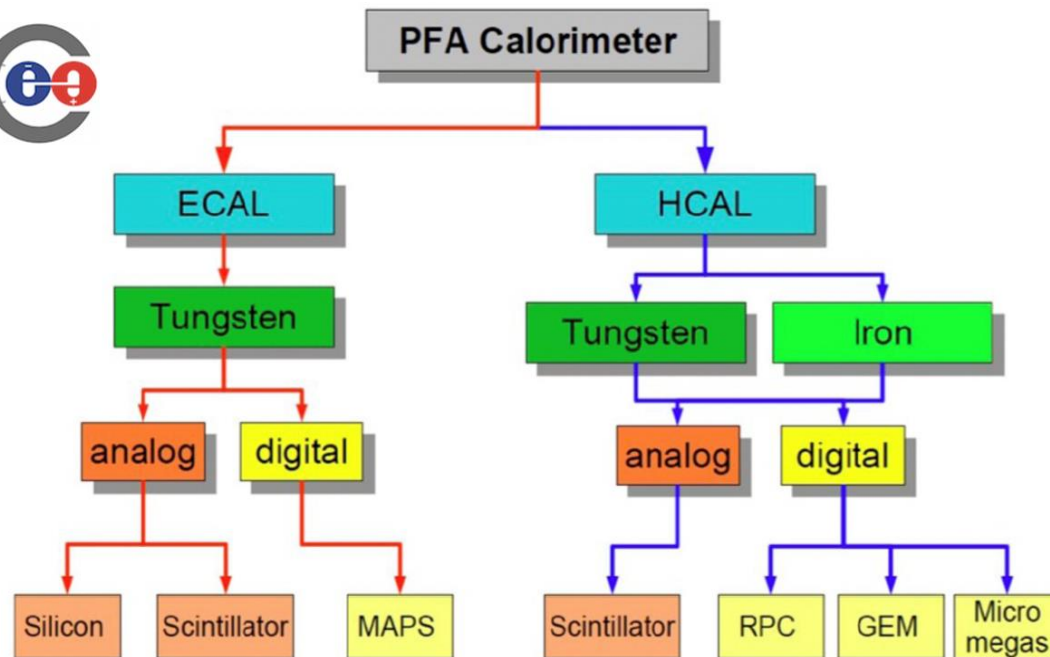 PFA Calorimeter
ECAL
HCAL
Tungsten
Tungsten
Iron
analog
digital
analog
digital
Silicon
Scintillator
MAPS
Scintillator
RPC
GEM
Micro
megas